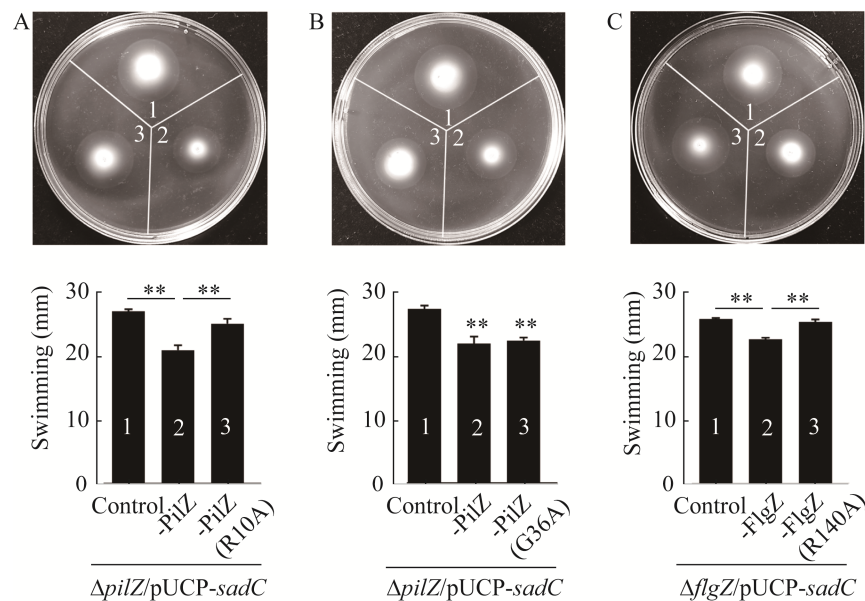 A
1
3 2
Swimming (mm)
30
20
10
0
** **
1 2 3
Control
-PilZ
-PilZ
(R10A)
ΔpilZ/pUCP-sadC
B
1
3 2
Swimming (mm)
30
20
10
0
** **
1 2 3
Control
-PilZ
-PilZ
(G36A)
ΔpilZ/pUCP-sadC
C
1
3 2
Swimming (mm)
30
20
10
0
** **
1 2 3
Control
-FlgZ
-FlgZ
(R140A)
ΔflgZ/pUCP-sadC